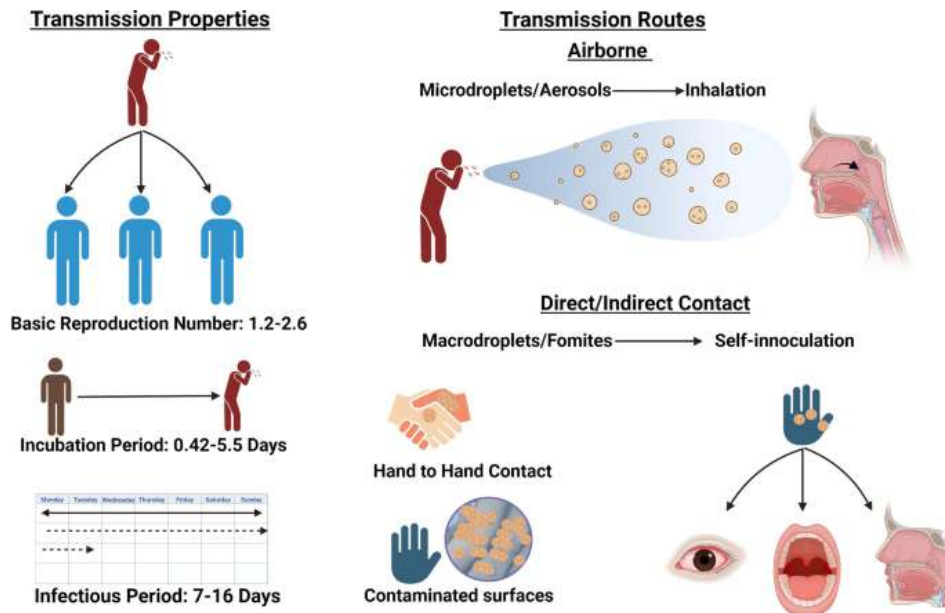 Transmission Properties
Basic Reproduction Number: 1.2-2.6
Incubation Period: 0.42-5.5 Days
Monday Tuesday Wednesday Thursday Friday Saturday Sunday
Infectious Period: 7-16 Days
Transmission Routes
Airborne
Microdroplets/Aerosols Inhalation
Direct/Indirect Contact
Macrodroplets/Fomites Self-innoculation
Hand to Hand Contact
Contaminated surfaces